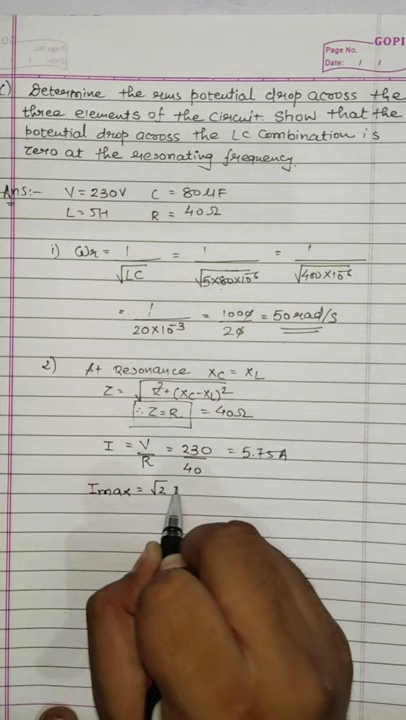 GOPI
Page No.
Date: / /
c) Determine the rms potential drop across the
three elements of the circuit. Show that the
potential drop across the LC combination is
zero at the resonating frequency.
Ans:- V = 230V C = 80 μF
L = 5H R = 40Ω
i) ωr = 1/√LC = 1/√5×80×10⁻⁶ = 1/√400×10⁻⁶
= 1/20×10⁻³ = 1000/20 = 50 rad/s
2) At Resonance Xc = XL
Z = √R²+(Xc-XL)²
∴ Z = R = 40Ω
I = V/R = 230/40 = 5.75A
Imax = √2 I